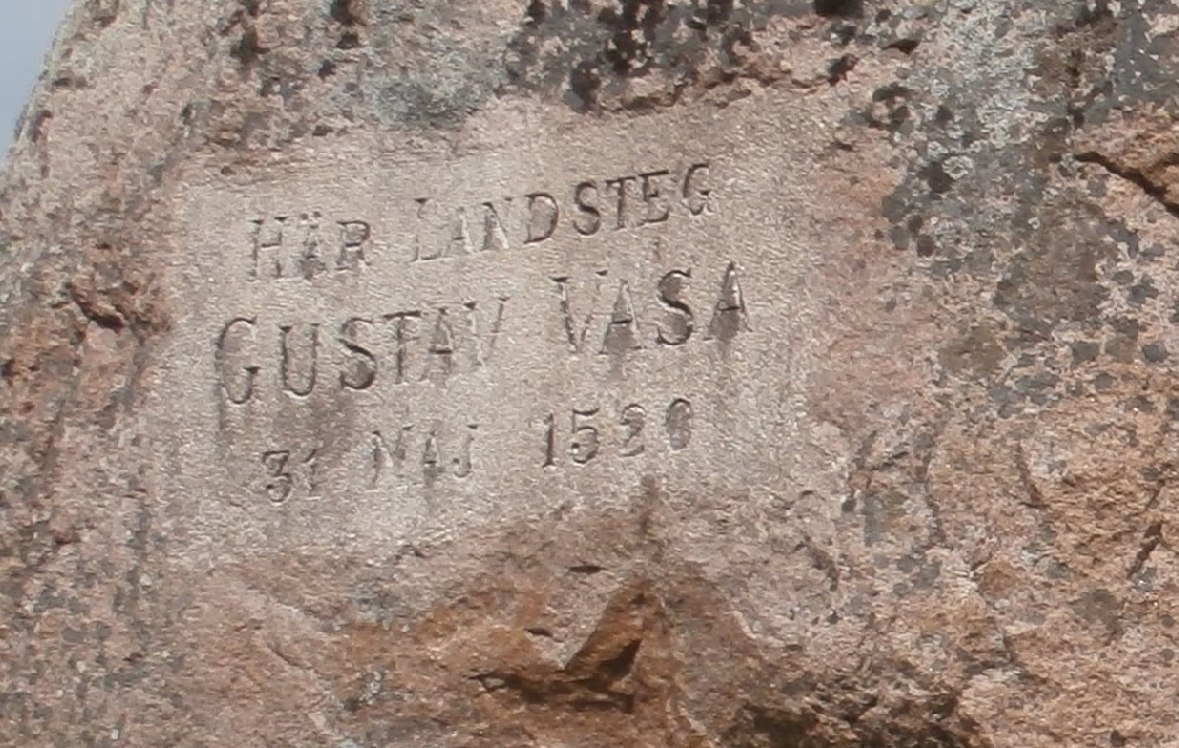 HÄR LANDSTEG
GUSTAV VASA
31 MAJ 1520